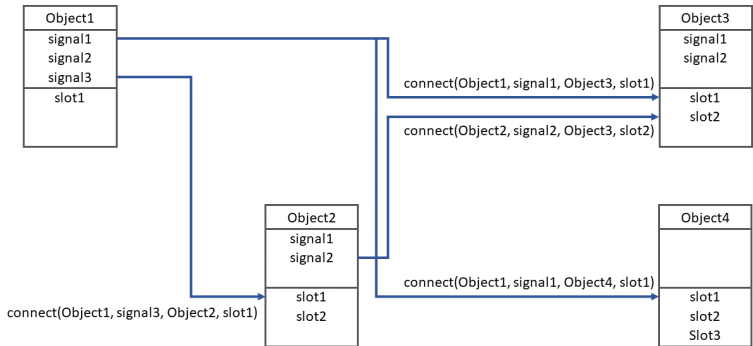 Object1
signal1
signal2
signal3
slot1
Object3
signal1
signal2
slot1
slot2
connect(Object1, signal1, Object3, slot1)
connect(Object2, signal2, Object3, slot2)
Object2
signal1
signal2
slot1
slot2
connect(Object1, signal3, Object2, slot1)
Object4
slot1
slot2
Slot3
connect(Object1, signal1, Object4, slot1)